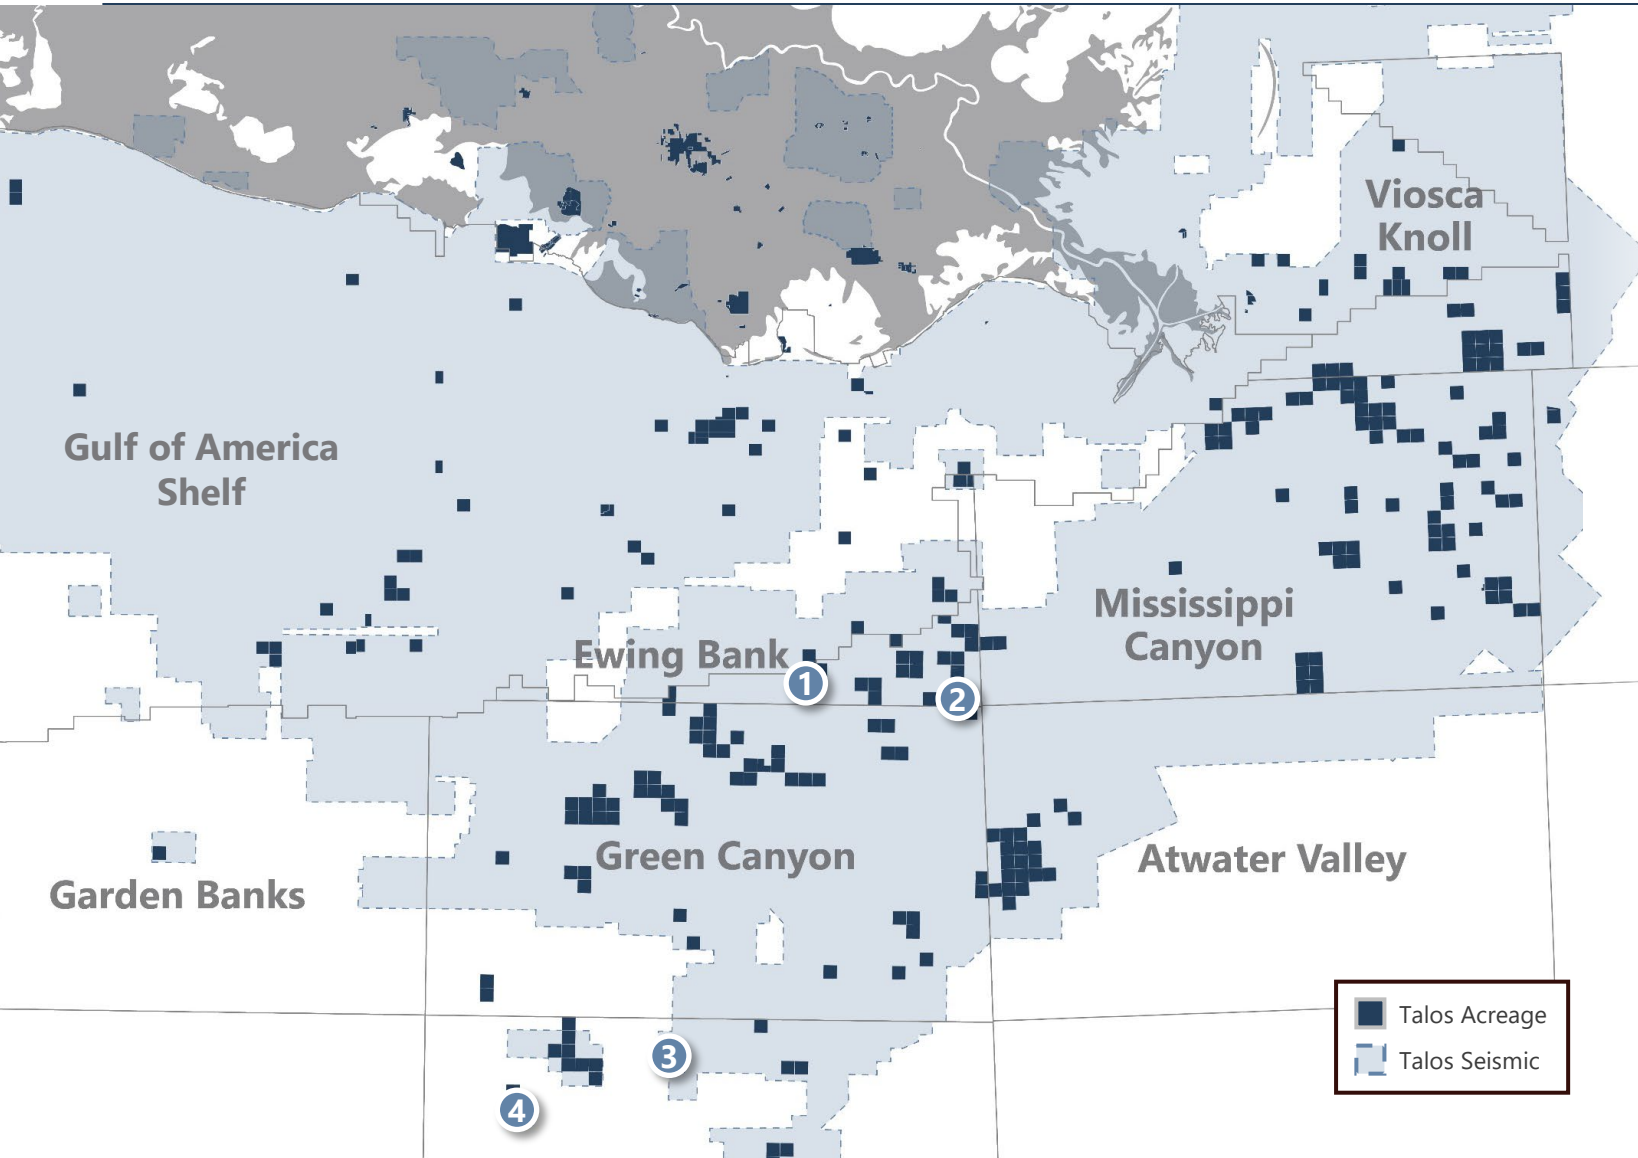 Viosca
Knoll
Gulf of America
Shelf
Mississippi
Canyon
Ewing Bank
1
2
Green Canyon
Atwater Valley
Garden Banks
Talos Acreage
3
Talos Seismic
4